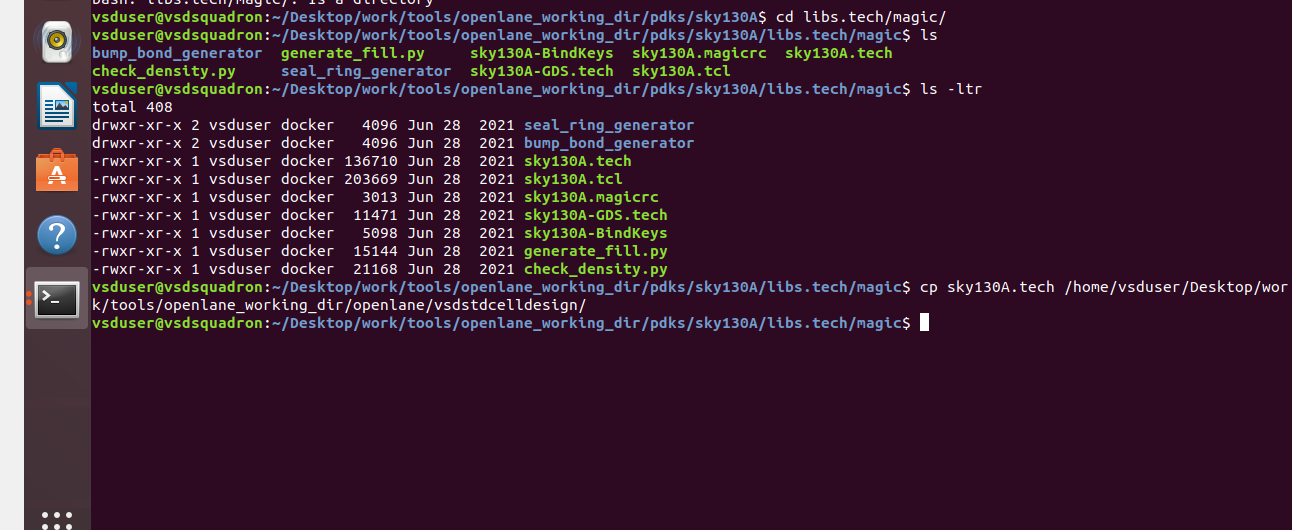 bash: libs.tech/magic/: Is a directory
vsduser@vsdsquadron:~/Desktop/work/tools/openlane_working_dir/pdks/sky130A$ cd libs.tech/magic/
vsduser@vsdsquadron:~/Desktop/work/tools/openlane_working_dir/pdks/sky130A/libs.tech/magic$ ls
bump_bond_generator  generate_fill.py     sky130A-BindKeys  sky130A.magicrc  sky130A.tech
check_density.py     seal_ring_generator  sky130A-GDS.tech  sky130A.tcl
vsduser@vsdsquadron:~/Desktop/work/tools/openlane_working_dir/pdks/sky130A/libs.tech/magic$ ls -ltr
total 408
drwxr-xr-x 2 vsduser docker   4096 Jun 28  2021 seal_ring_generator
drwxr-xr-x 2 vsduser docker   4096 Jun 28  2021 bump_bond_generator
-rwxr-xr-x 1 vsduser docker 136710 Jun 28  2021 sky130A.tech
-rwxr-xr-x 1 vsduser docker 203669 Jun 28  2021 sky130A.tcl
-rwxr-xr-x 1 vsduser docker   3013 Jun 28  2021 sky130A.magicrc
-rwxr-xr-x 1 vsduser docker  11471 Jun 28  2021 sky130A-GDS.tech
-rwxr-xr-x 1 vsduser docker   5098 Jun 28  2021 sky130A-BindKeys
-rwxr-xr-x 1 vsduser docker  15144 Jun 28  2021 generate_fill.py
-rwxr-xr-x 1 vsduser docker  21168 Jun 28  2021 check_density.py
vsduser@vsdsquadron:~/Desktop/work/tools/openlane_working_dir/pdks/sky130A/libs.tech/magic$ cp sky130A.tech /home/vsduser/Desktop/wor
k/tools/openlane_working_dir/openlane/vsdstdcelldesign/
vsduser@vsdsquadron:~/Desktop/work/tools/openlane_working_dir/pdks/sky130A/libs.tech/magic$